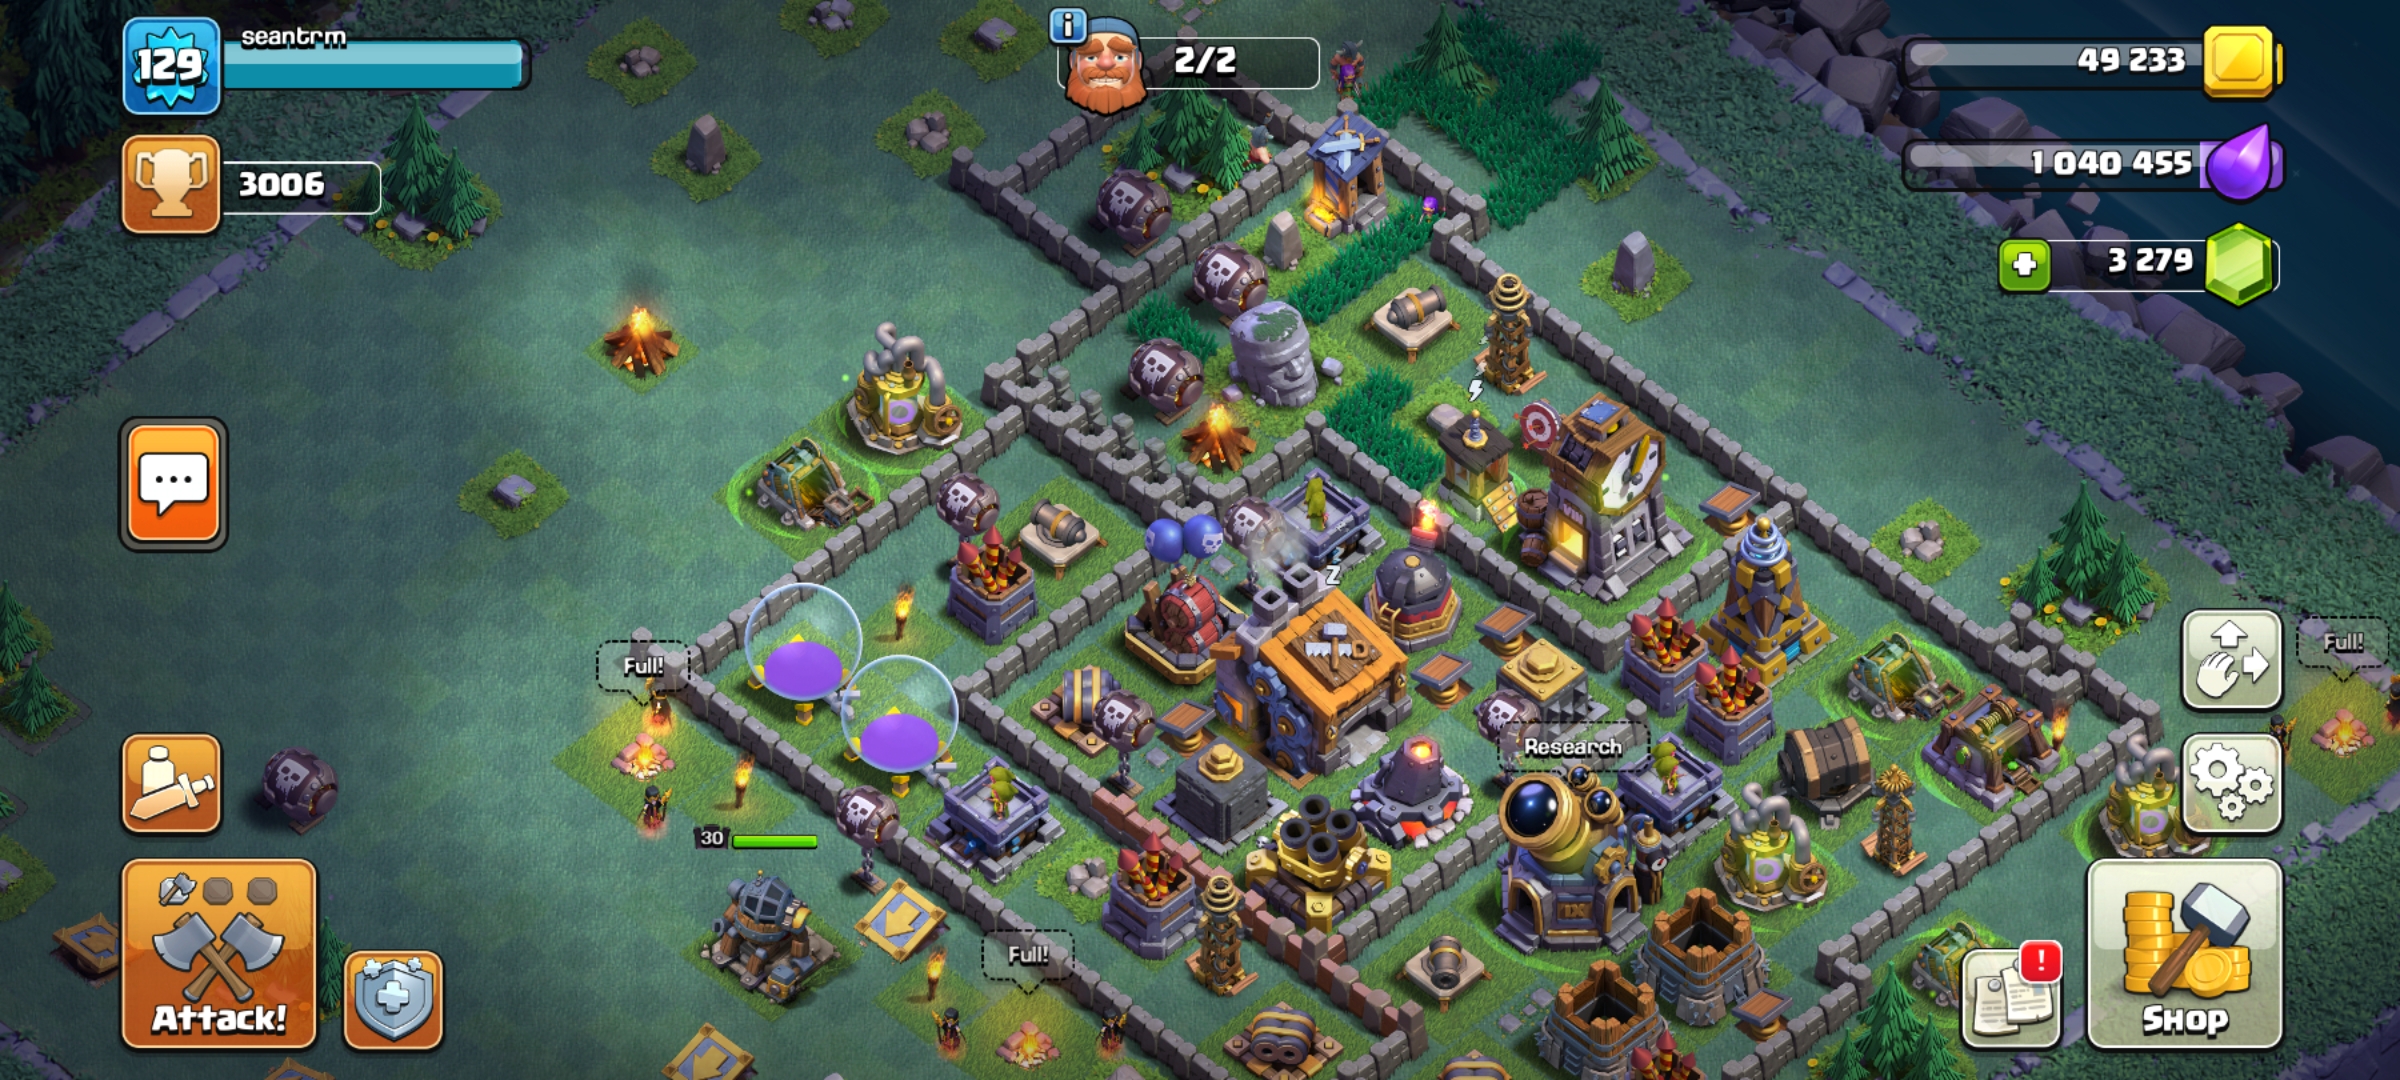 129
seantrm
2/2
49 233
3006
1 040 455
3 279
Full!
Full!
Research
30
Full!
Attack!
Shop